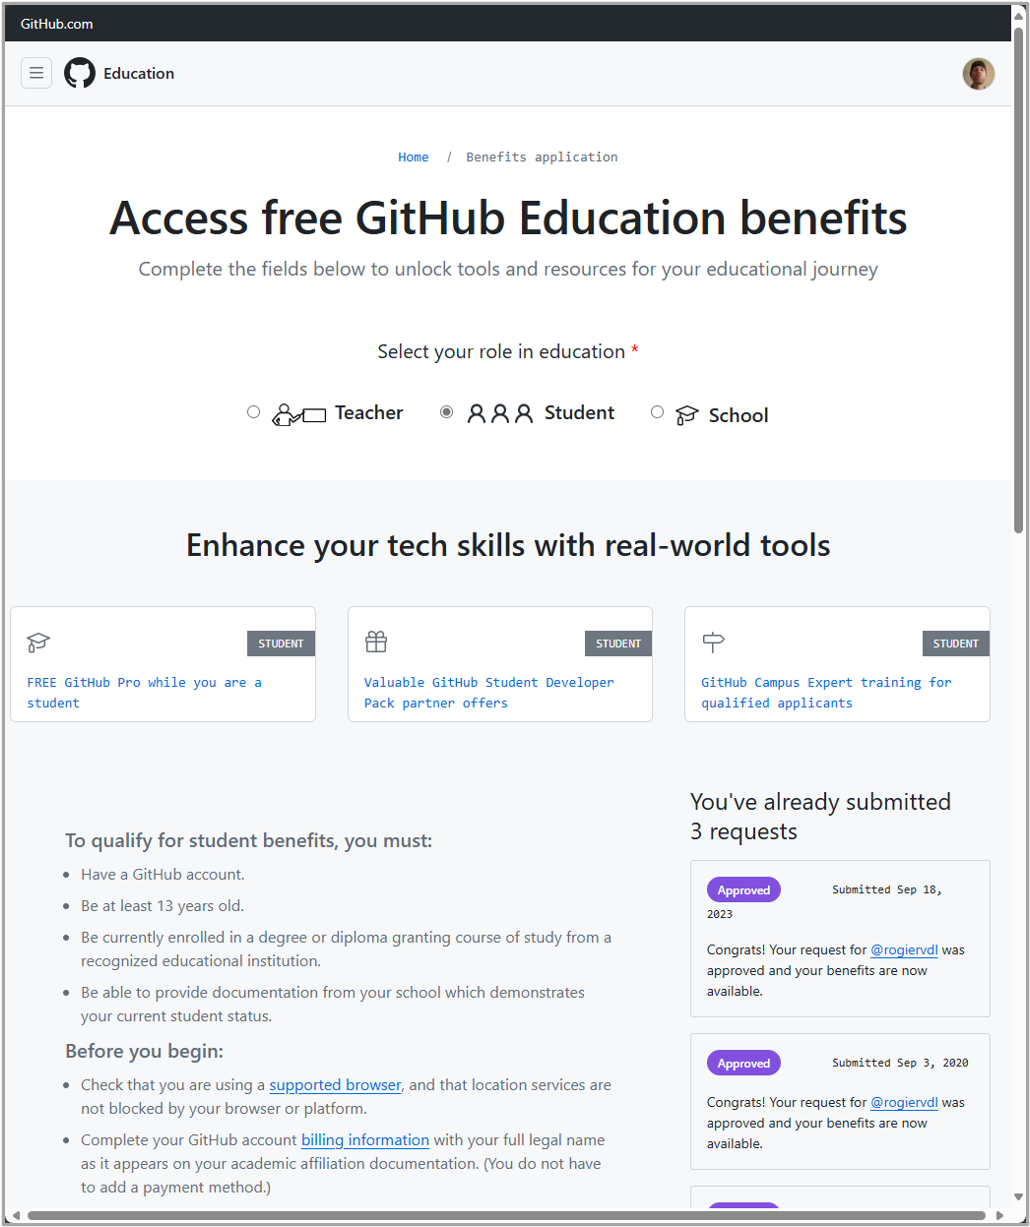 GitHub.com
Education
Home / Benefits application
Access free GitHub Education benefits
Complete the fields below to unlock tools and resources for your educational journey
Select your role in education *
Teacher Student School
Enhance your tech skills with real-world tools
STUDENT
FREE GitHub Pro while you are a
student
STUDENT
Valuable GitHub Student Developer
Pack partner offers
STUDENT
GitHub Campus Expert training for
qualified applicants
To qualify for student benefits, you must:
Have a GitHub account.
Be at least 13 years old.
Be currently enrolled in a degree or diploma granting course of study from a
recognized educational institution.
Be able to provide documentation from your school which demonstrates
your current student status.
Before you begin:
Check that you are using a supported browser, and that location services are
not blocked by your browser or platform.
Complete your GitHub account billing information with your full legal name
as it appears on your academic affiliation documentation. (You do not have
to add a payment method.)
You've already submitted
3 requests
Approved Submitted Sep 18,
2023
Congrats! Your request for @rogiervdl was
approved and your benefits are now
available.
Approved Submitted Sep 3, 2020
Congrats! Your request for @rogiervdl was
approved and your benefits are now
available.